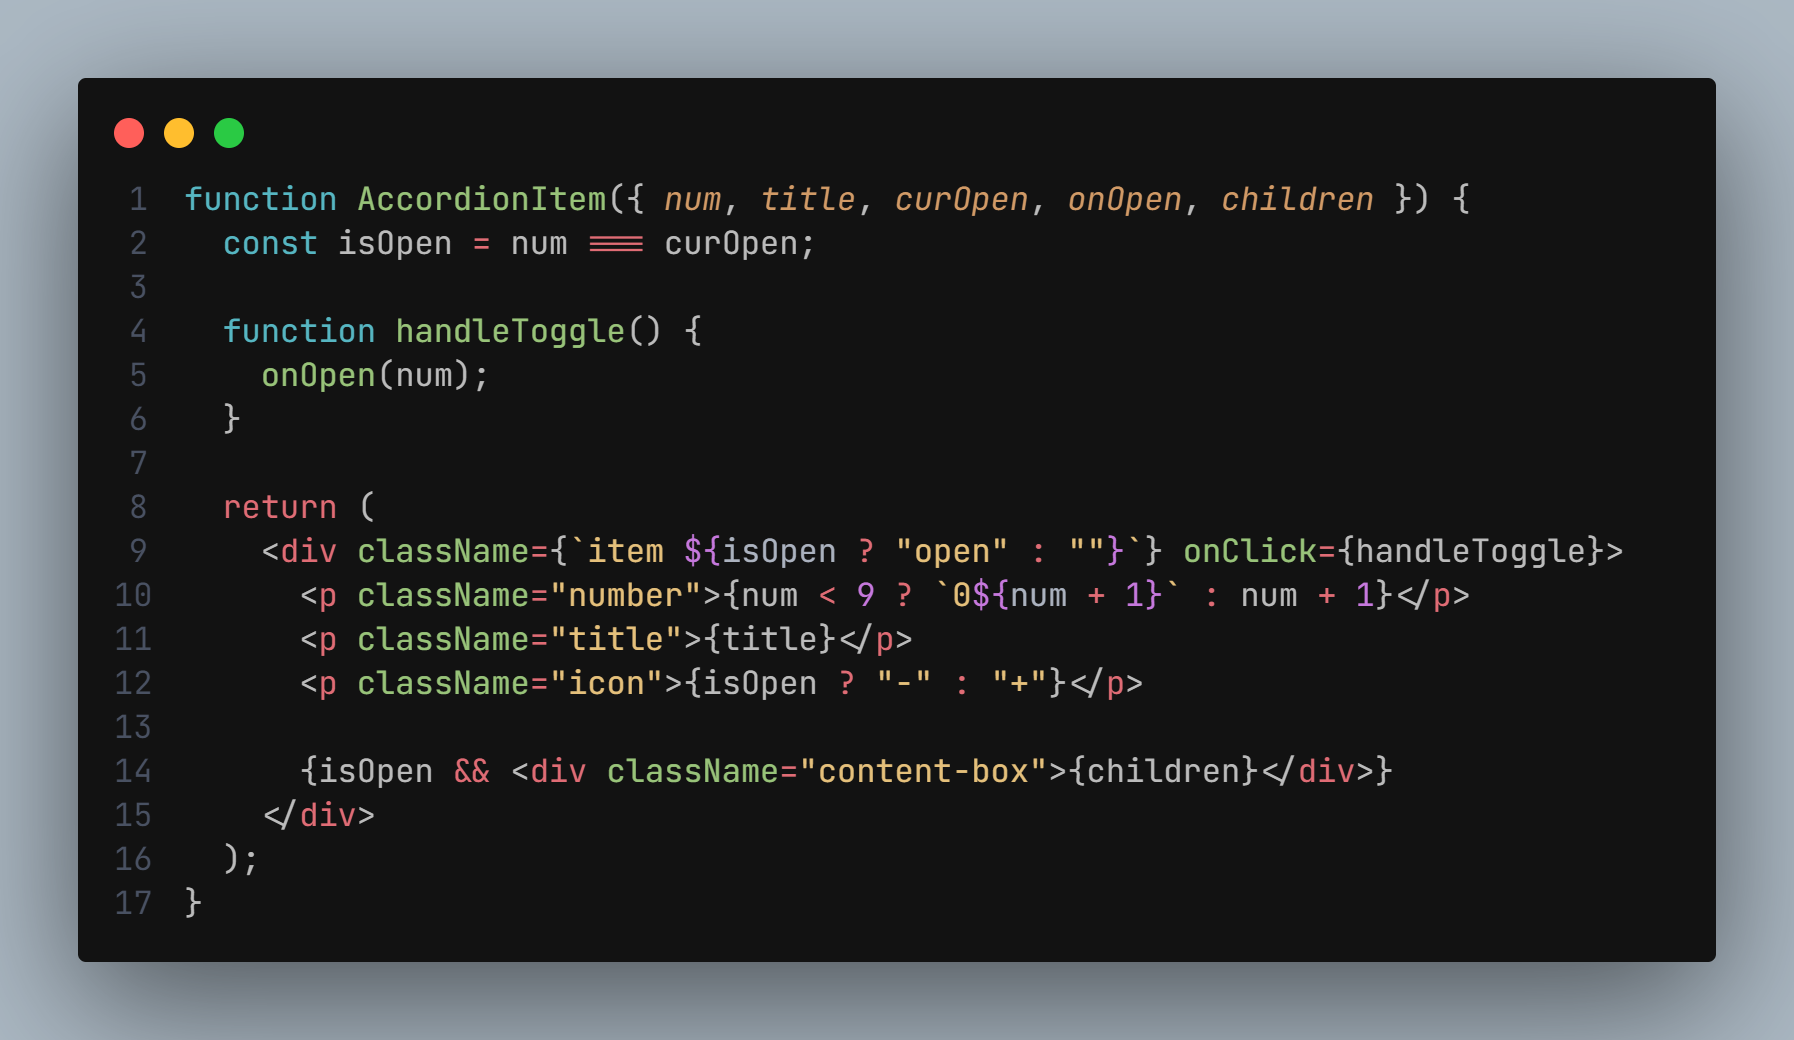 1 function AccordionItem({ num, title, curOpen, onOpen, children }) {
2   const isOpen = num === curOpen;
3
4   function handleToggle() {
5     onOpen(num);
6   }
7
8   return (
9     <div className={`item ${isOpen ? "open" : ""}`} onClick={handleToggle}>
10       <p className="number">{num < 9 ? `0${num + 1}` : num + 1}</p>
11       <p className="title">{title}</p>
12       <p className="icon">{isOpen ? "-" : "+"}</p>
13
14       {isOpen && <div className="content-box">{children}</div>}
15     </div>
16   );
17 }